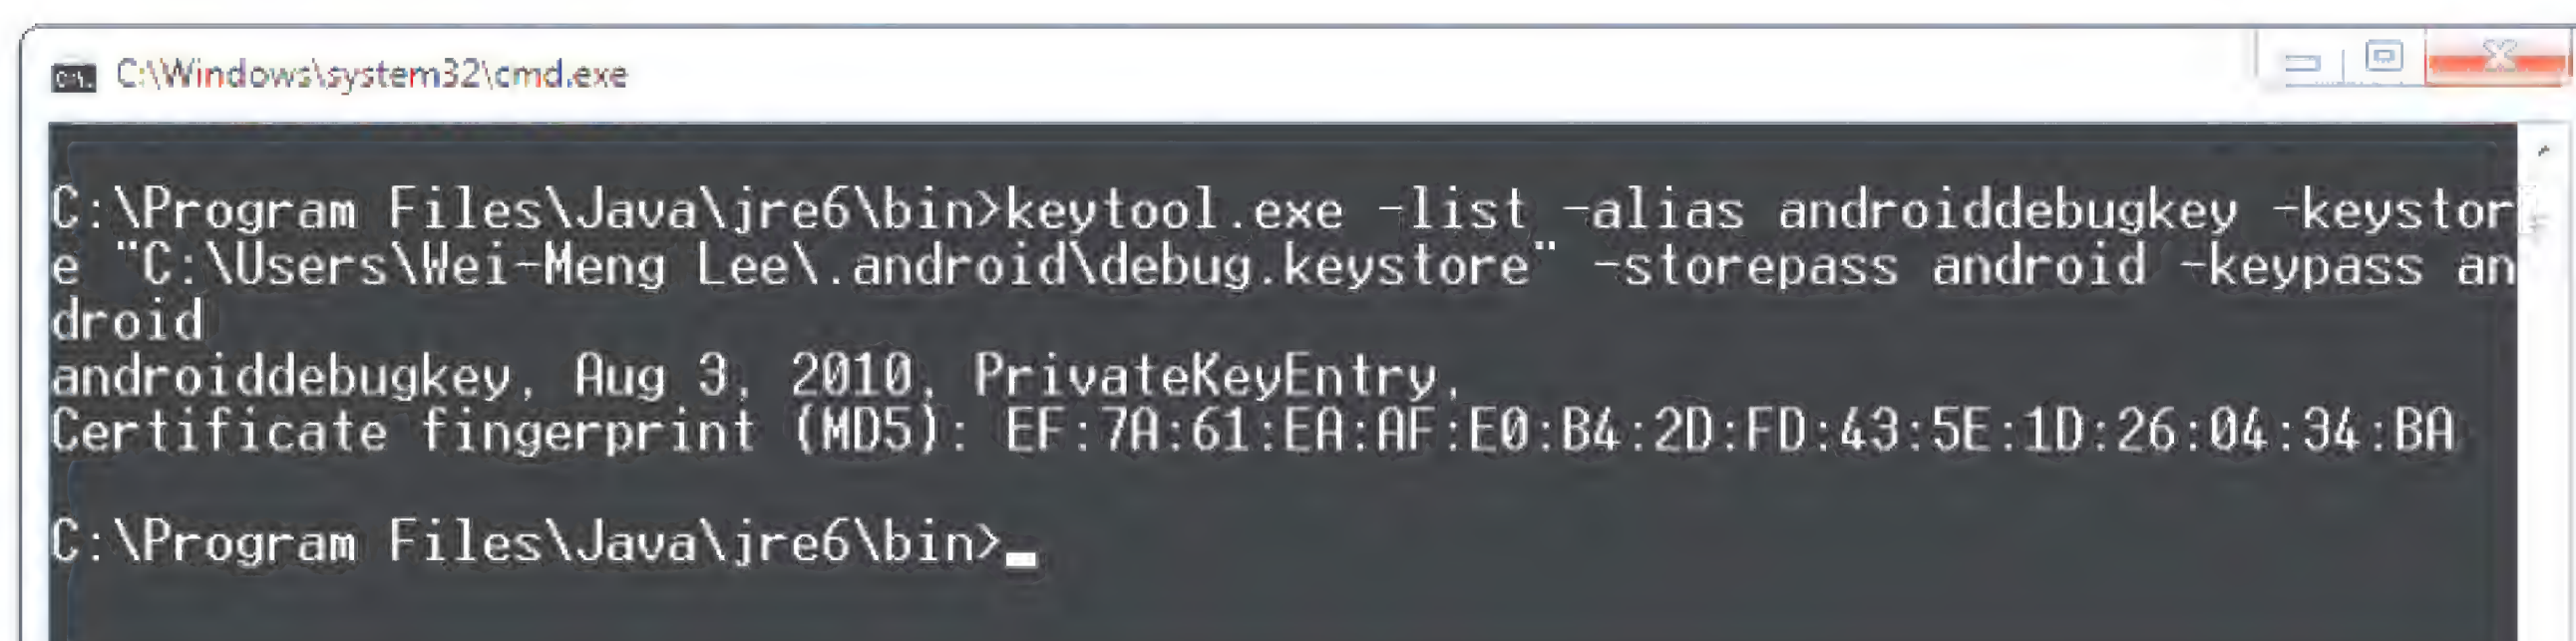 C:\Windows\system32\cmd.exe
C:\Program Files\Java\jre6\bin>keytool.exe -list -alias androiddebugkey -keystor
e "C:\Users\Wei-Meng Lee\.android\debug.keystore" -storepass android -keypass an
droid
androiddebugkey, Aug 3, 2010, PrivateKeyEntry,
Certificate fingerprint (MD5): EF:7A:61:EA:AF:E0:B4:2D:FD:43:5E:1D:26:04:34:BA
C:\Program Files\Java\jre6\bin>_